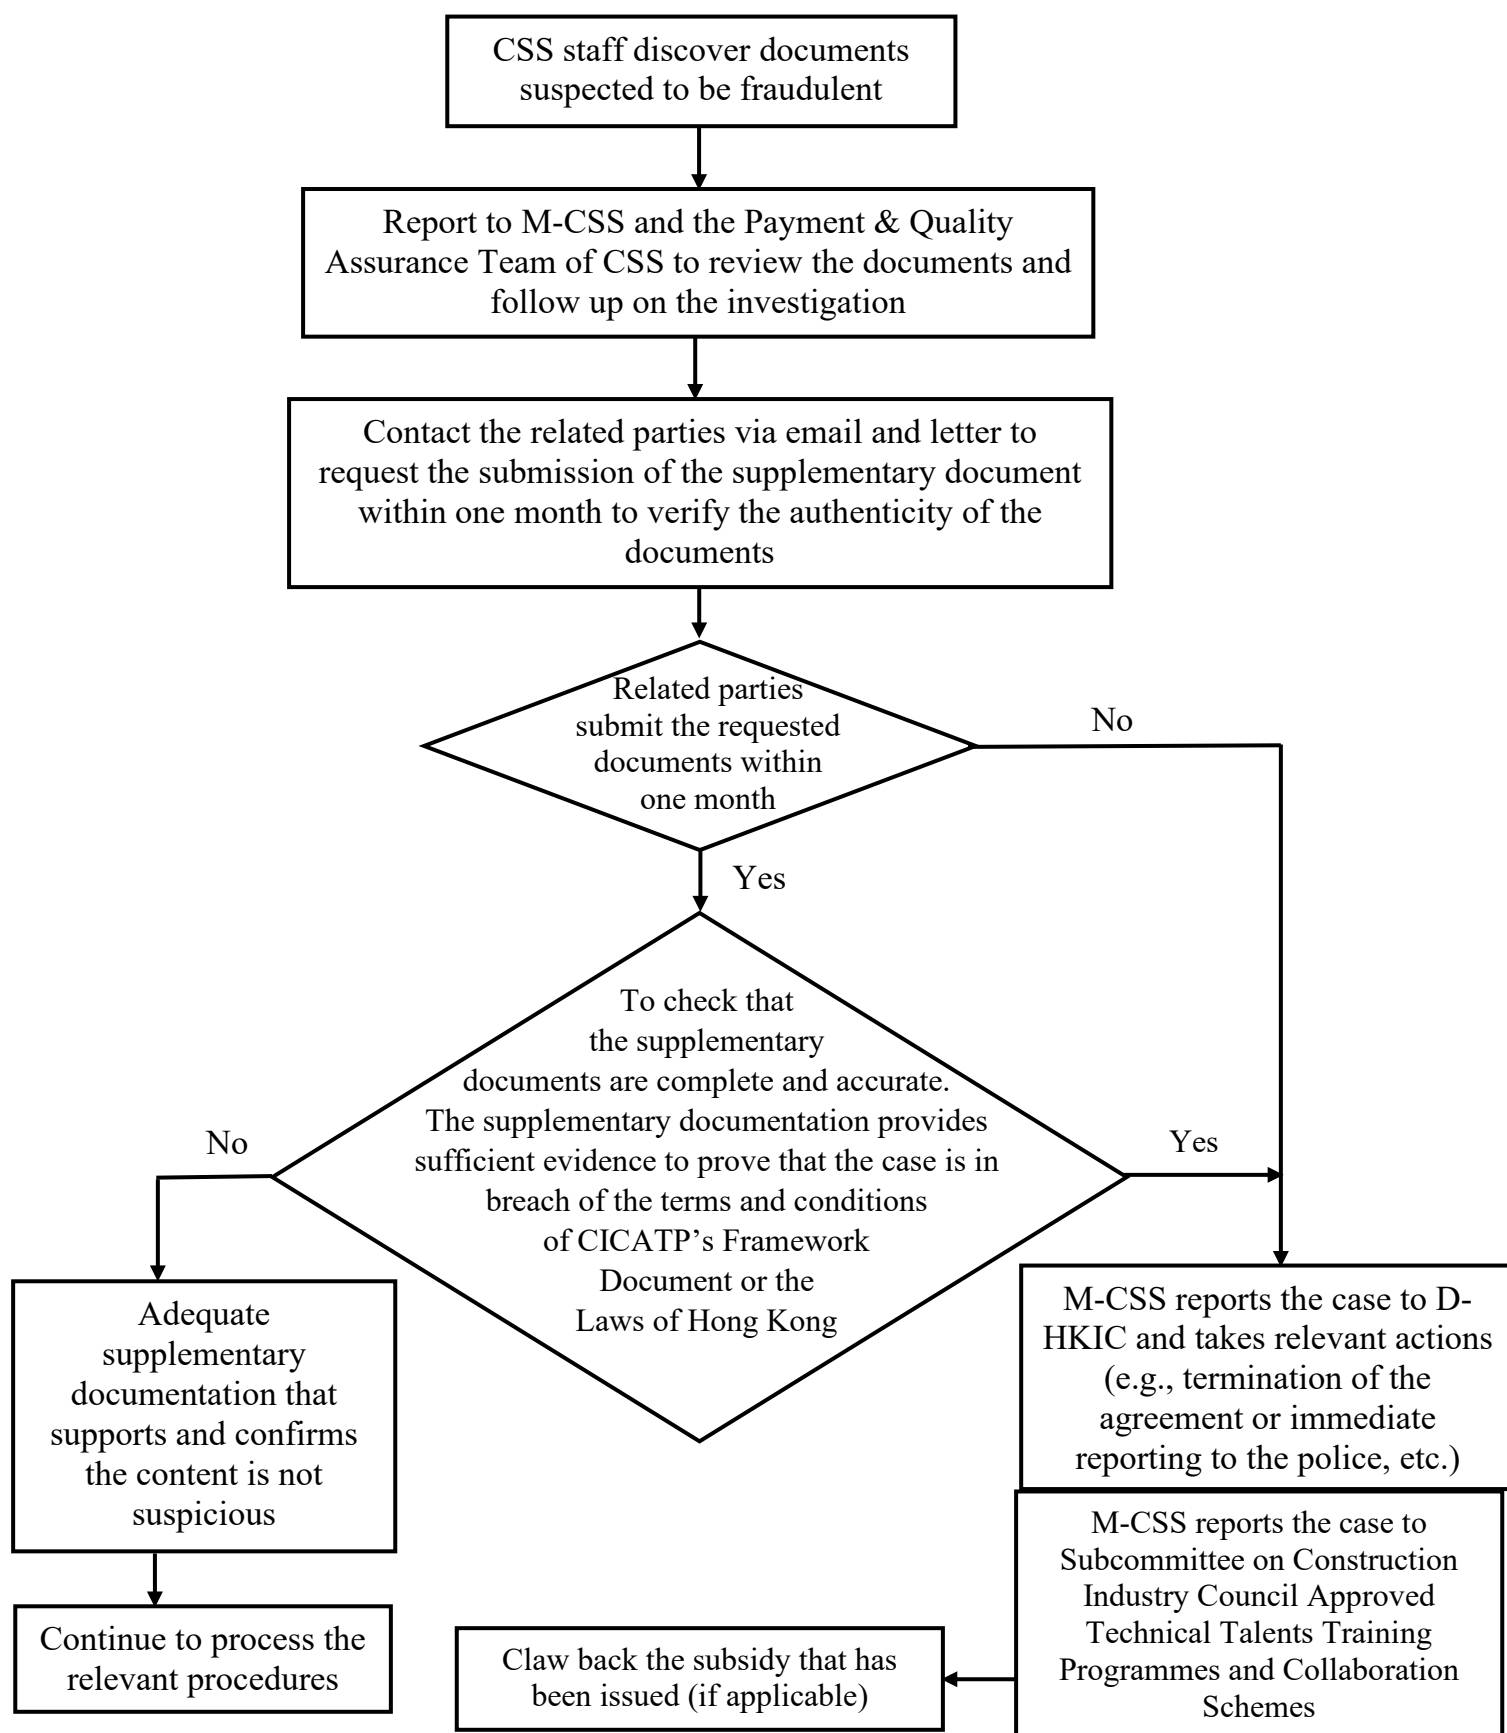 CSS staff discover documents
suspected to be fraudulent
Report to M-CSS and the Payment & Quality
Assurance Team of CSS to review the documents and
follow up on the investigation
Contact the related parties via email and letter to
request the submission of the supplementary document
within one month to verify the authenticity of the
documents
Related parties
submit the requested
documents within
one month
No
Yes
To check that
the supplementary
documents are complete and accurate.
The supplementary documentation provides
sufficient evidence to prove that the case is in
breach of the terms and conditions
of CICATP’s Framework
Document or the
Laws of Hong Kong
No
Yes
Adequate
supplementary
documentation that
supports and confirms
the content is not
suspicious
Continue to process the
relevant procedures
M-CSS reports the case to D-
HKIC and takes relevant actions
(e.g., termination of the
agreement or immediate
reporting to the police, etc.)
M-CSS reports the case to
Subcommittee on Construction
Industry Council Approved
Technical Talents Training
Programmes and Collaboration
Schemes
Claw back the subsidy that has
been issued (if applicable)